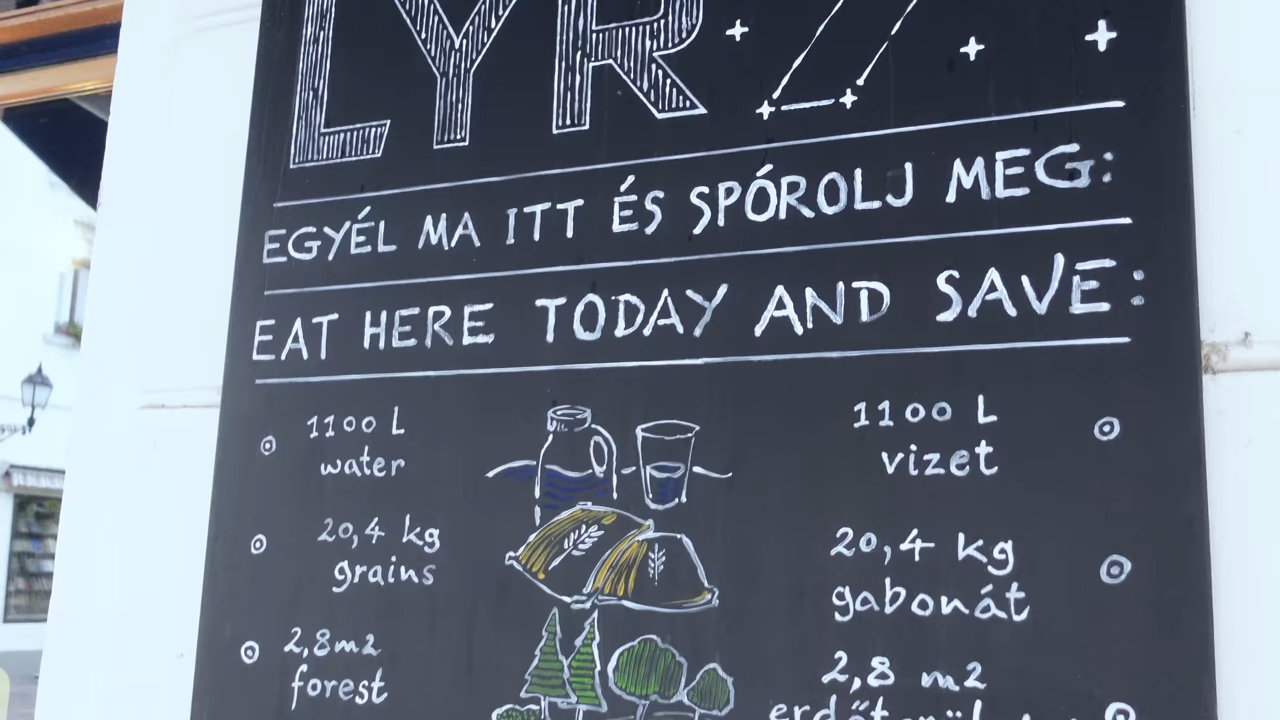 LYR
EGYÉL MA ITT ÉS SPÓROLJ MEG:
EAT HERE TODAY AND SAVE:
1100 L
water
1100 L
vizet
20,4 kg
grains
20,4 kg
gabonát
2,8m2
forest
2,8 m2